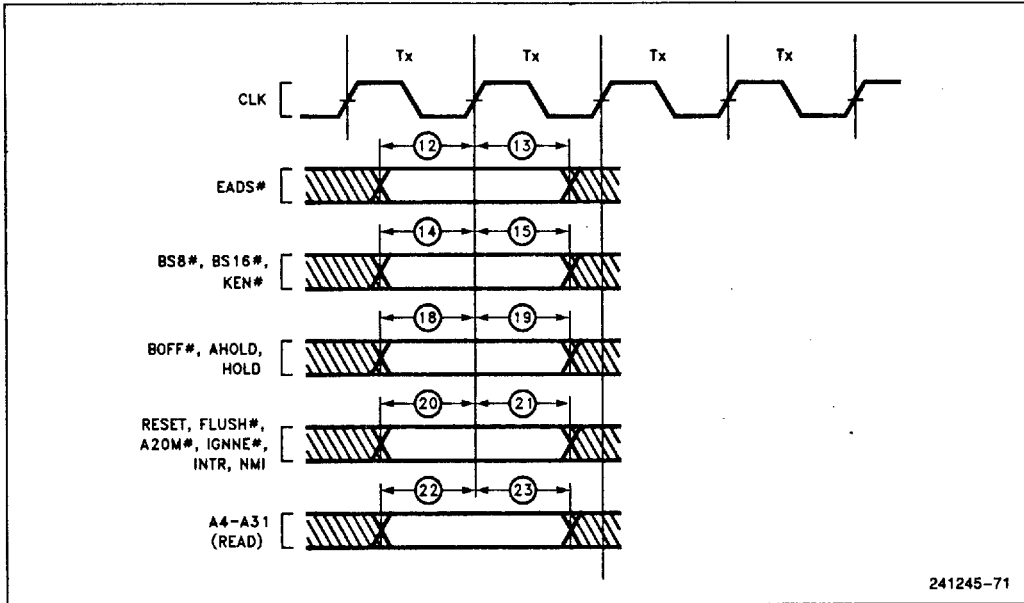 Tx Tx Tx Tx
CLK
12 13
EADS#
14 15
BS8#, BS16#,
KEN#
18 19
BOFF#, AHOLD,
HOLD
20 21
RESET, FLUSH#,
A20M#, IGNNE#,
INTR, NMI
22 23
A4-A31
(READ)
241245-71